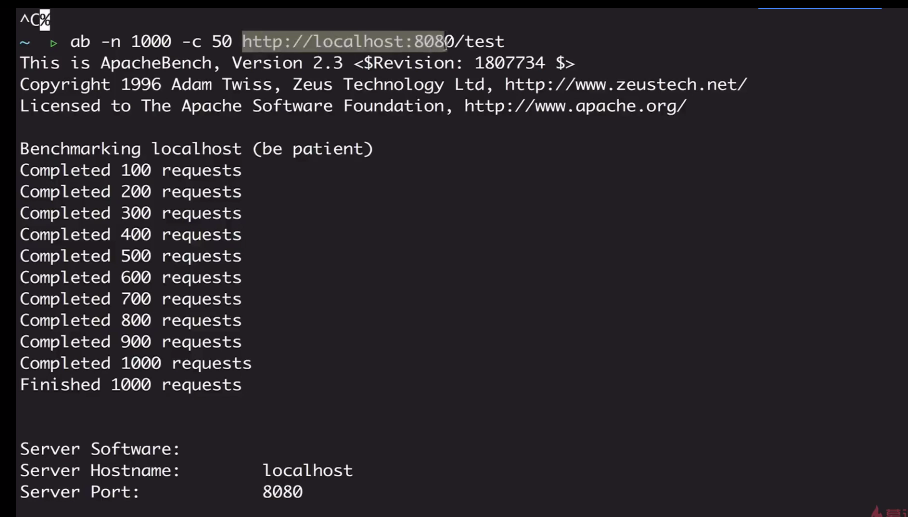 ^C%
~ ▹ ab -n 1000 -c 50 http://localhost:8080/test
This is ApacheBench, Version 2.3 <$Revision: 1807734 $>
Copyright 1996 Adam Twiss, Zeus Technology Ltd, http://www.zeustech.net/
Licensed to The Apache Software Foundation, http://www.apache.org/

Benchmarking localhost (be patient)
Completed 100 requests
Completed 200 requests
Completed 300 requests
Completed 400 requests
Completed 500 requests
Completed 600 requests
Completed 700 requests
Completed 800 requests
Completed 900 requests
Completed 1000 requests
Finished 1000 requests

Server Software:
Server Hostname: localhost
Server Port: 8080